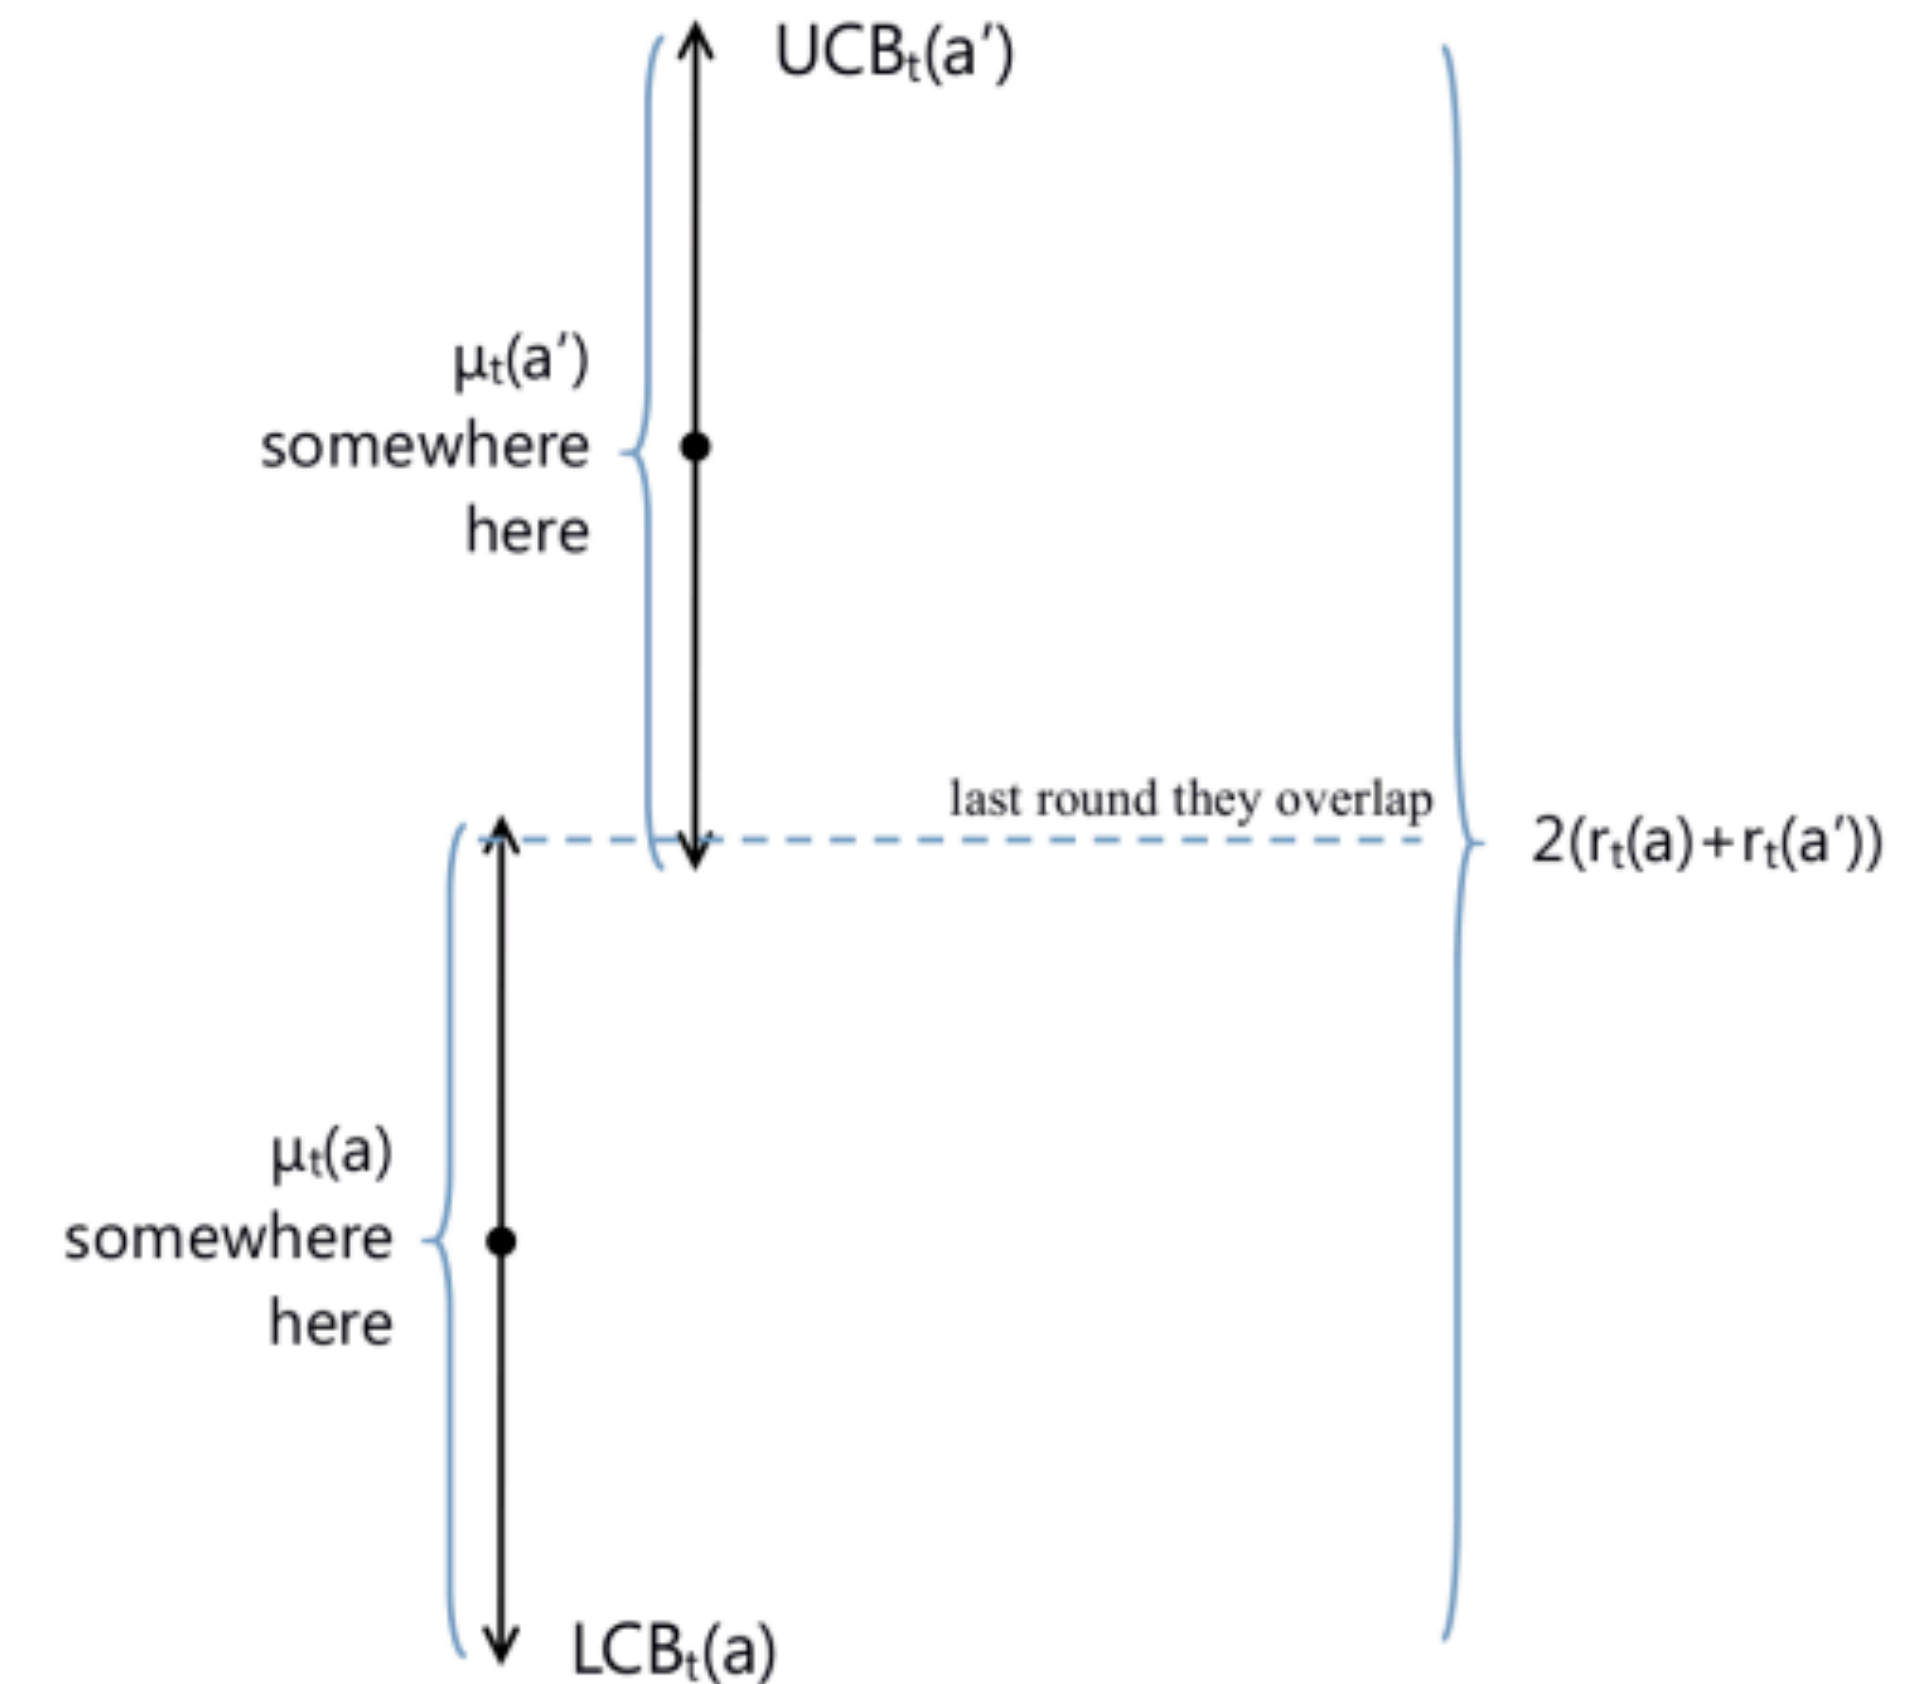 UCBₜ(a′)
μₜ(a′)
somewhere
here
last round they overlap
2(rₜ(a)+rₜ(a′))
μₜ(a)
somewhere
here
LCBₜ(a)